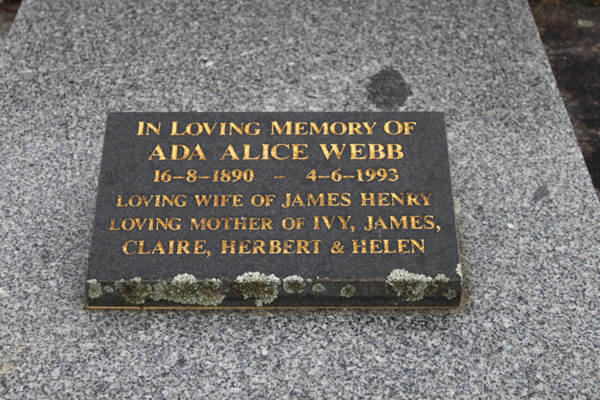 IN LOVING MEMORY OF
ADA ALICE WEBB
16-8-1890 - 4-6-1993
LOVING WIFE OF JAMES HENRY
LOVING MOTHER OF IVY, JAMES,
CLAIRE, HERBERT & HELEN